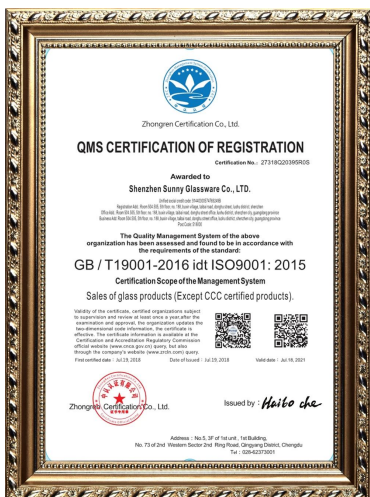 Zhongren Certification Co., Ltd.
QMS CERTIFICATION OF REGISTRATION
Certification No.: 27318Q20395R0S
Awarded to
Shenzhen Sunny Glassware Co., LTD.
The Quality Management System of the above
organization has been assessed and found to be in accordance with
the requirements of the standard:
GB / T19001-2016 idt ISO9001: 2015
Certification Scope of the Management System
Sales of glass products (Except CCC certified products).
Validity of the certificate, certificated organizations subject
to supervision and review at least once a year,after the
examination and approval, the organization updates the
two-dimensional code information, the certificate is
effective. The certificate information is available at the
Certification and Accreditation Regulatory Commission
official website (www.cnca.gov.cn) query, but also
through the company's website (www.zrcln.com) query.
First certified date : Jul.19, 2018 Date of Issued : Jul.19, 2018 Valid date : Jul.18, 2021
Zhongren Certification Co., Ltd.
Issued by : Haibo che
Address : No.5, 3F of 1st unit , 1st Building,
No. 73 of 2nd Western Sector 2nd Ring Road, Qingyang District, Chengdu
Tel : 028-62373001